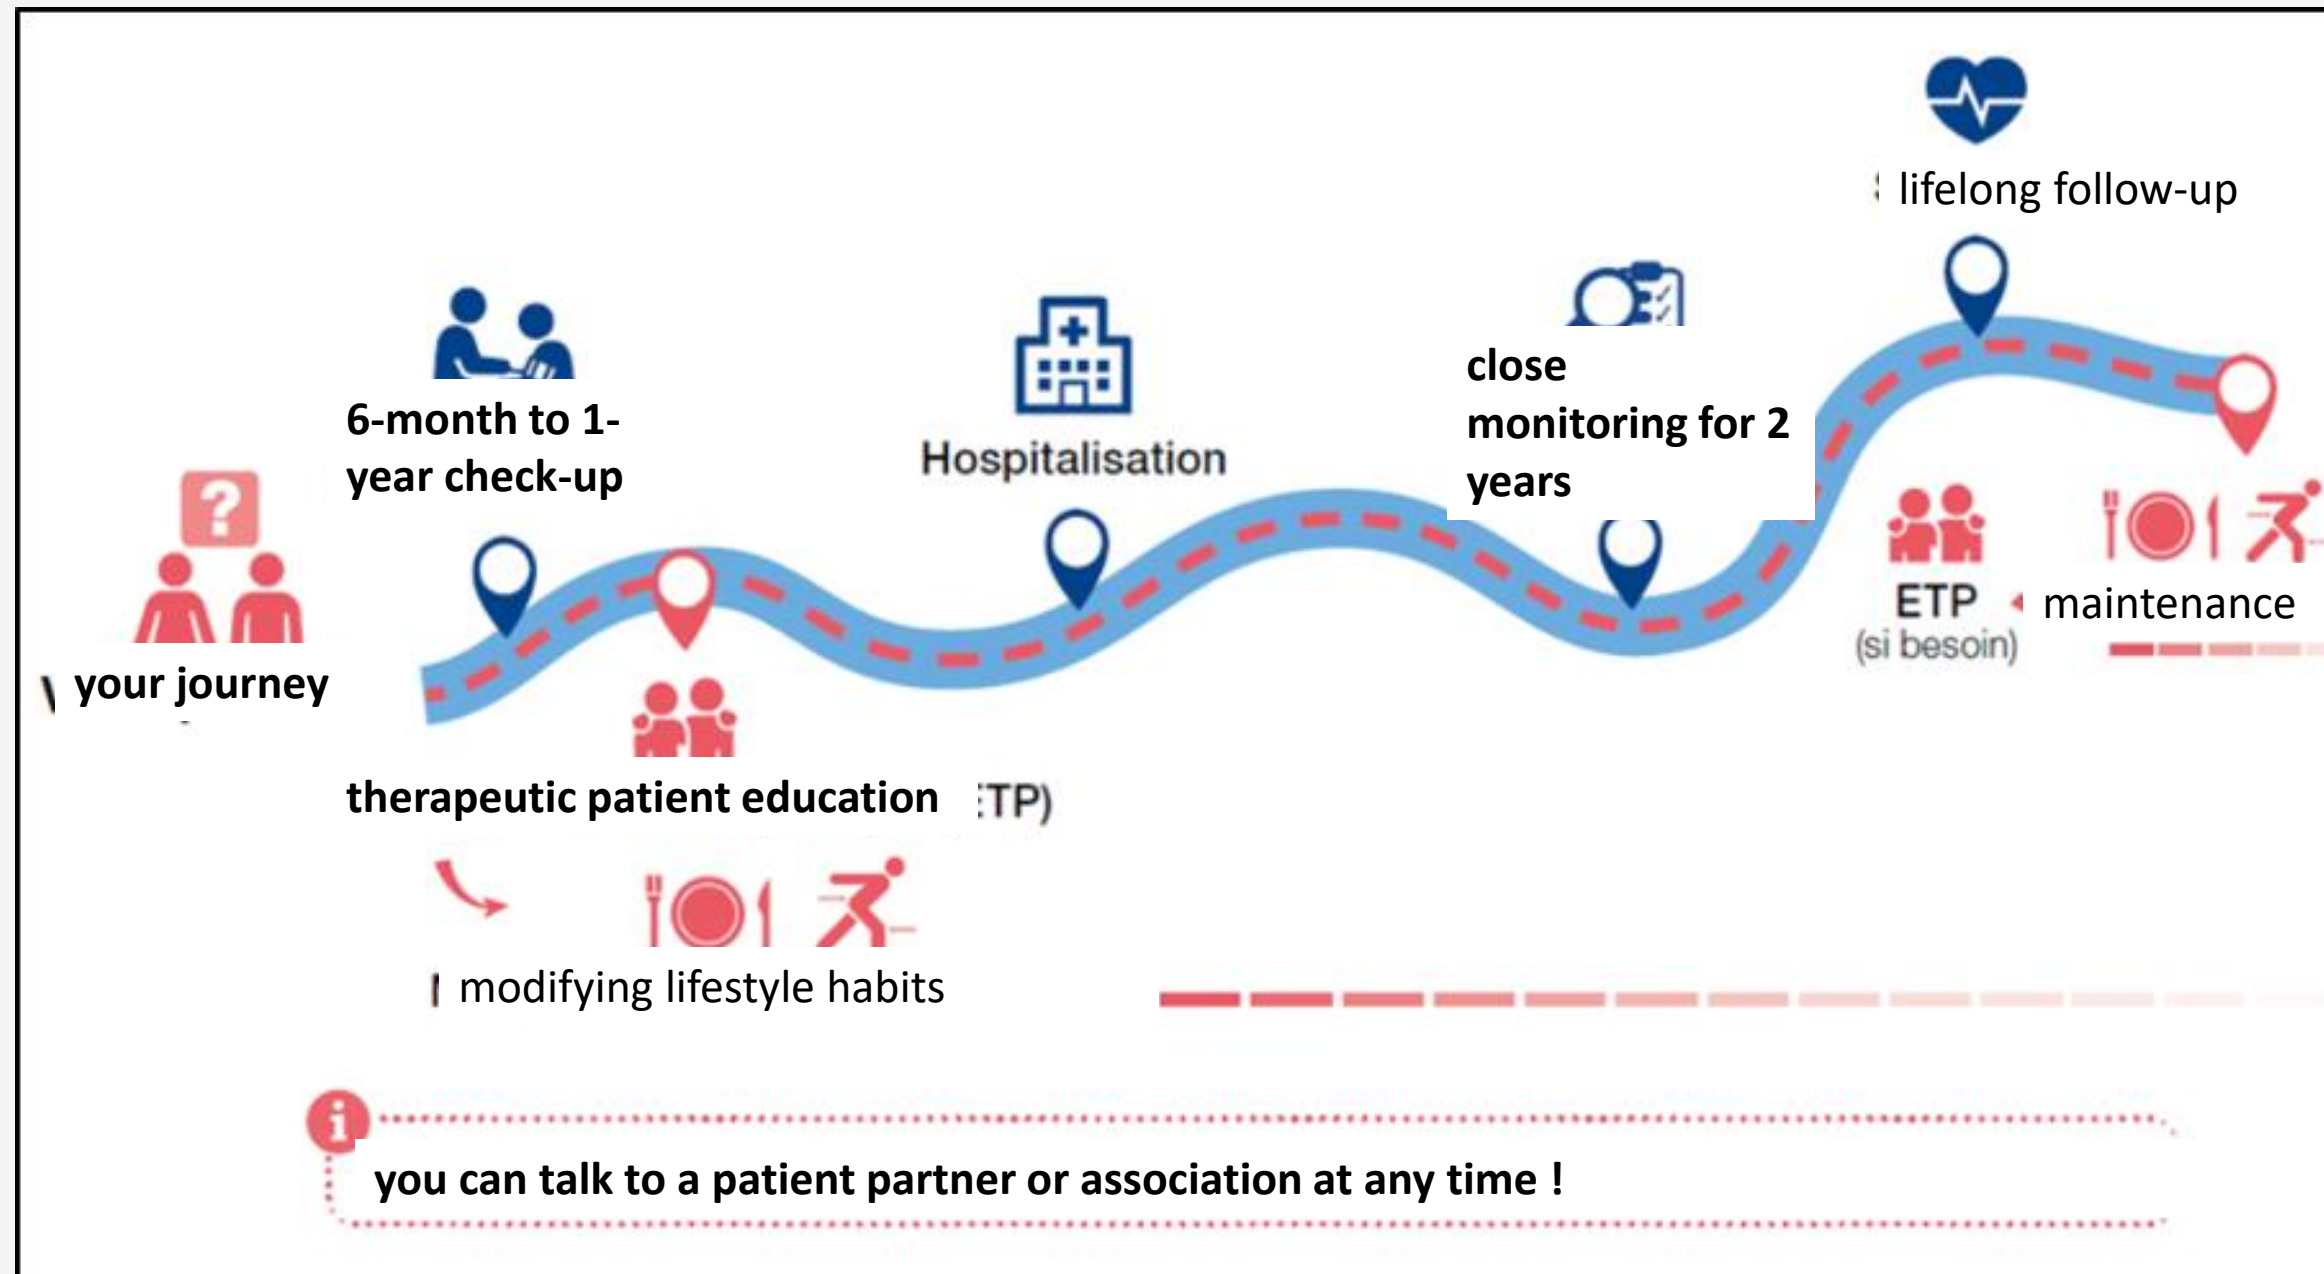 lifelong follow-up
6-month to 1-
year check-up
Hospitalisation
close
monitoring for 2
years
your journey
ETP
(si besoin)
maintenance
therapeutic patient education
TP)
modifying lifestyle habits
you can talk to a patient partner or association at any time !